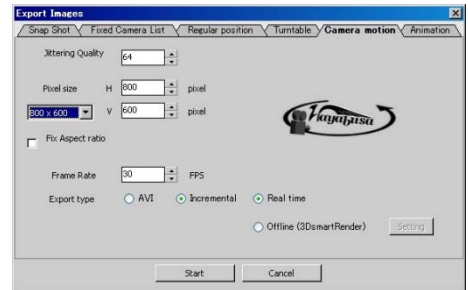 Export Images
Snap Shot Fixed Camera List Regular position Turntable Camera motion Animation
Jittering Quality 64
Pixel size H 800 pixel
800 x 600 V 600 pixel
Hayabusa
Fix Aspect ratio
Frame Rate 30 FPS
Export type AVI Incremental Real time
Offline (3DsmartRender) Setting
Start Cancel